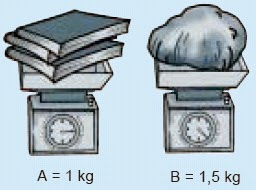 A = 1 kg
B = 1,5 kg